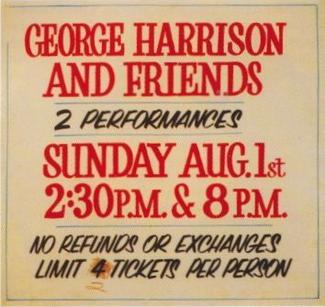 GEORGE HARRISON
AND FRIENDS
2 PERFORMANCES
SUNDAY AUG. 1st
2:30 P.M. & 8 P.M.
NO REFUNDS OR EXCHANGES
LIMIT 4 TICKETS PER PERSON